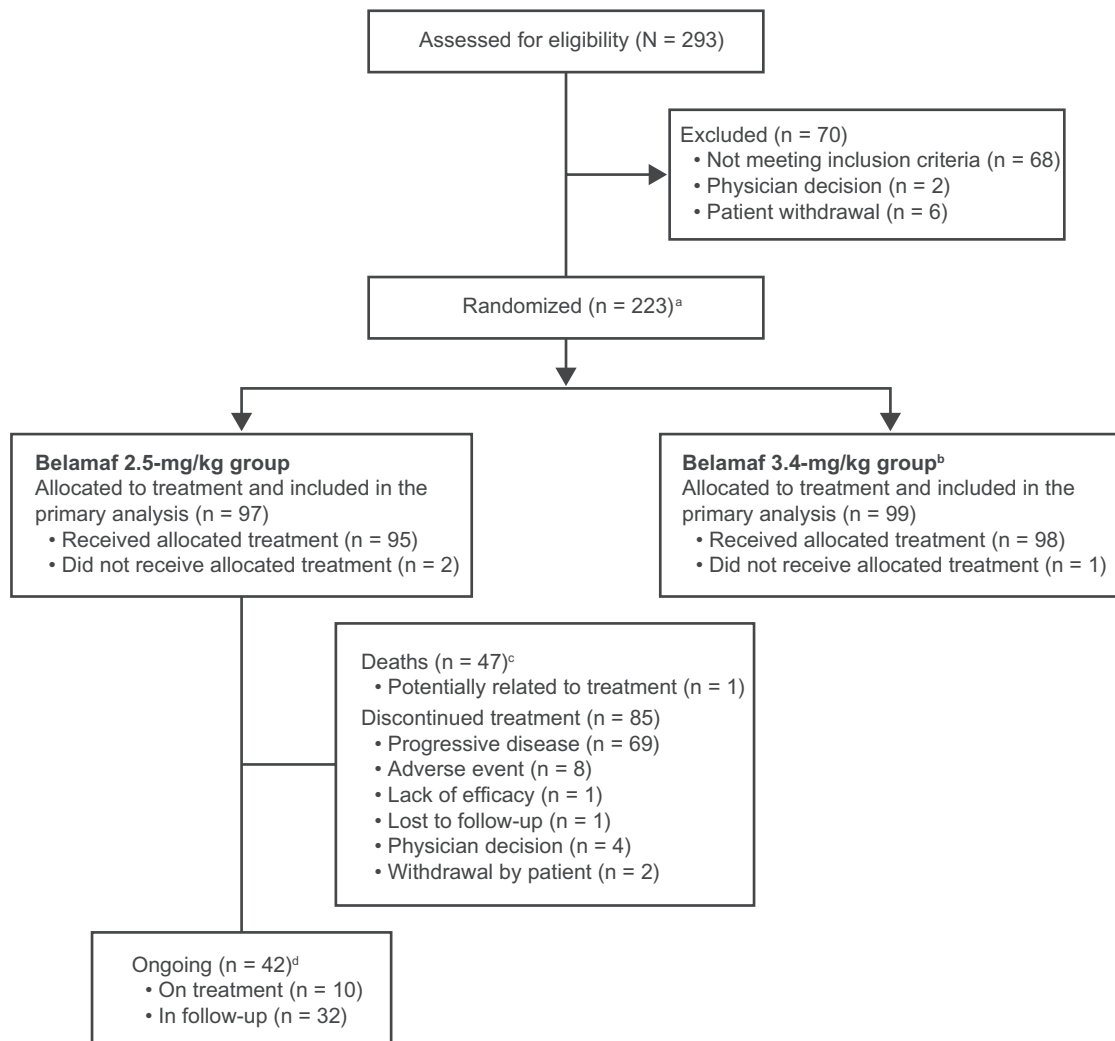 Assessed for eligibility (N = 293)
Excluded (n = 70)
• Not meeting inclusion criteria (n = 68)
• Physician decision (n = 2)
• Patient withdrawal (n = 6)
Randomized (n = 223)ᵃ
Belamaf 2.5-mg/kg group
Allocated to treatment and included in the
primary analysis (n = 97)
• Received allocated treatment (n = 95)
• Did not receive allocated treatment (n = 2)
Belamaf 3.4-mg/kg groupᵇ
Allocated to treatment and included in the
primary analysis (n = 99)
• Received allocated treatment (n = 98)
• Did not receive allocated treatment (n = 1)
Deaths (n = 47)ᶜ
• Potentially related to treatment (n = 1)
Discontinued treatment (n = 85)
• Progressive disease (n = 69)
• Adverse event (n = 8)
• Lack of efficacy (n = 1)
• Lost to follow-up (n = 1)
• Physician decision (n = 4)
• Withdrawal by patient (n = 2)
Ongoing (n = 42)ᵈ
• On treatment (n = 10)
• In follow-up (n = 32)